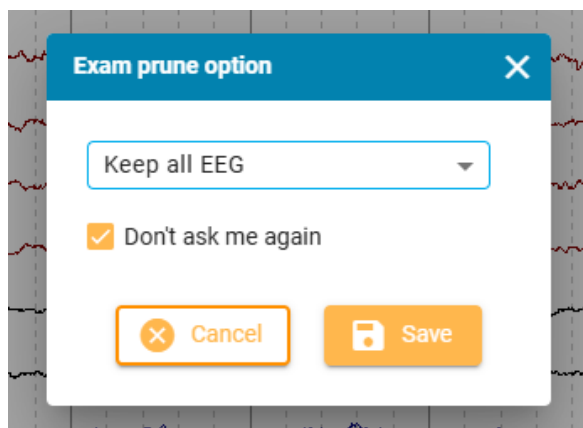 Exam prune option
Keep all EEG
Don't ask me again
Cancel
Save